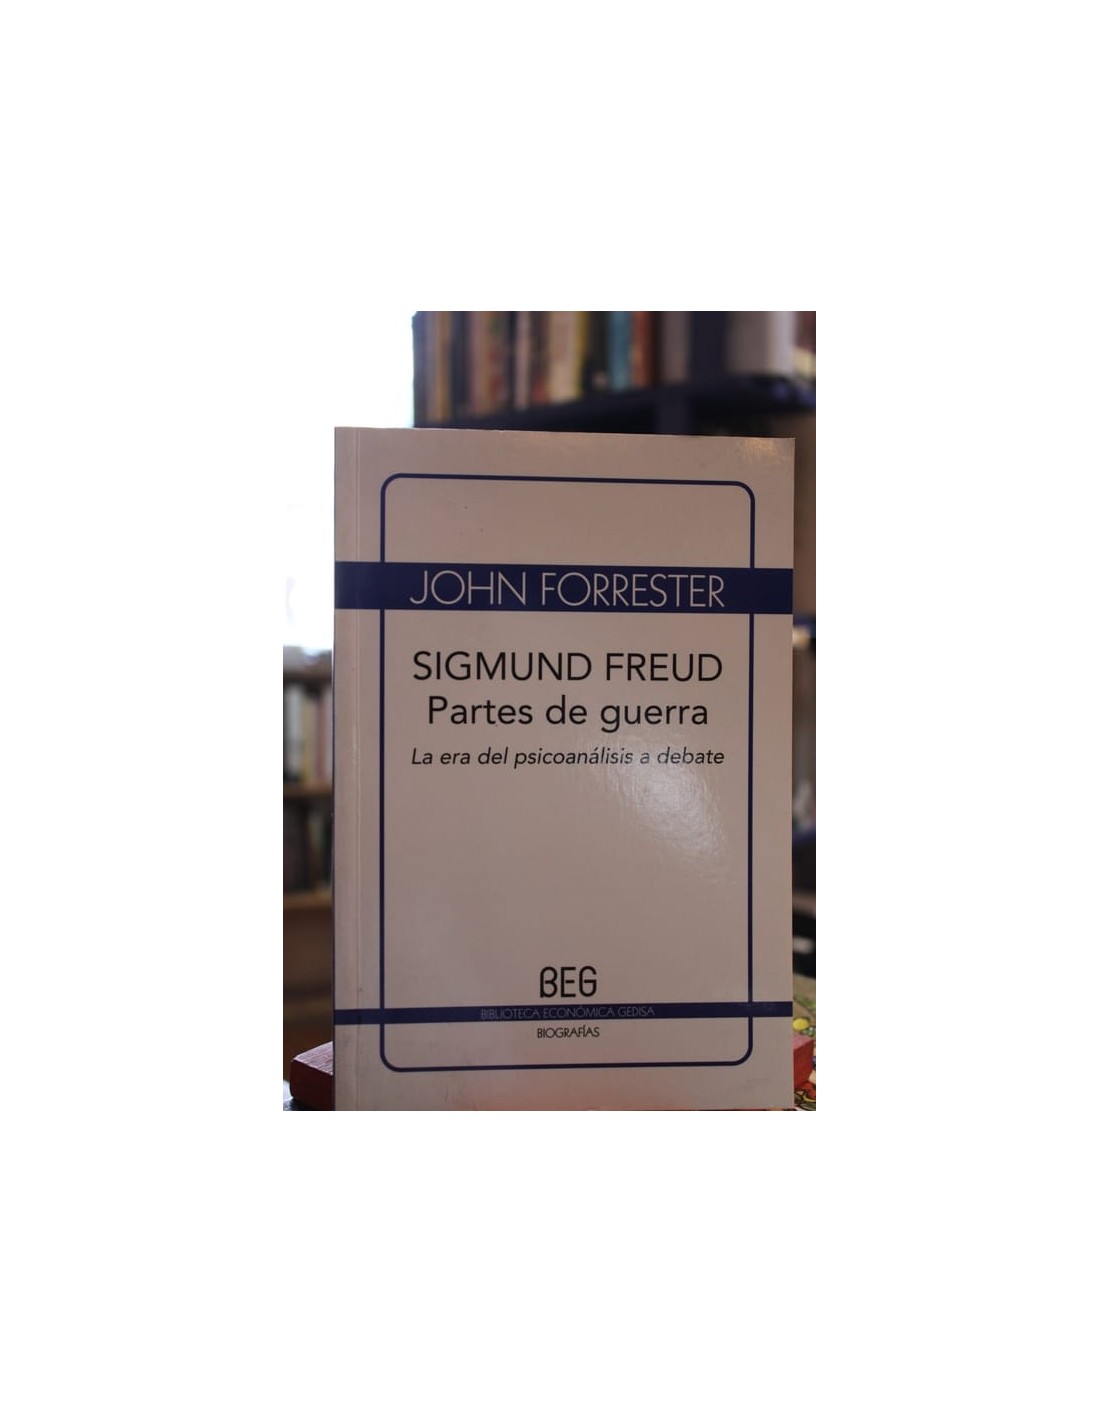 JOHN FORRESTER
SIGMUND FREUD
Partes de guerra
La era del psicoanálisis a debate
BEG
BIBLIOTECA ECONÓMICA GEDISA
BIOGRAFÍAS